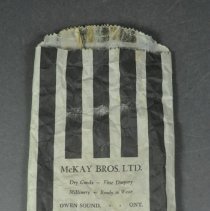 McKAY BROS. LTD.
Dry Goods - Fine Drapery
Millinery - Ready to Wear
OWEN SOUND, - - ONT.